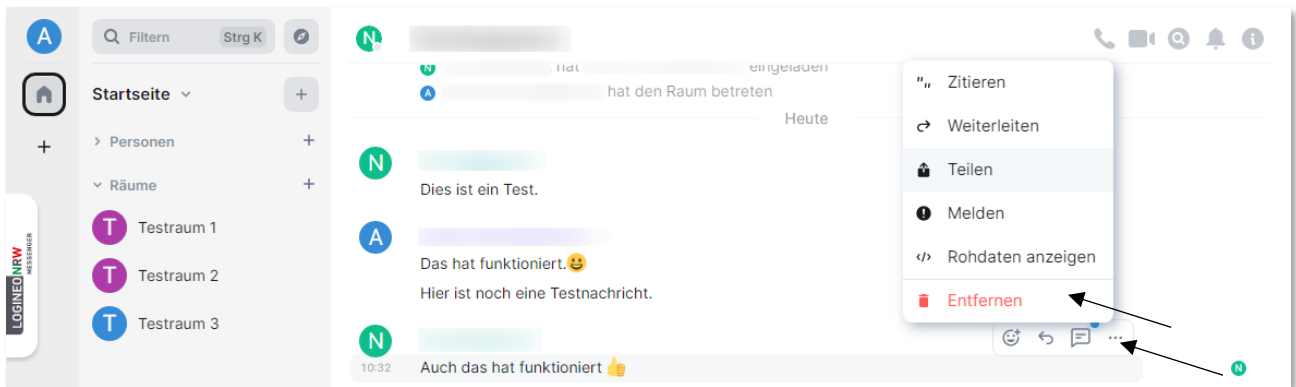 A
Filtern
Strg K
N
Startseite
Personen
Räume
T Testraum 1
T Testraum 2
T Testraum 3
LOGINEO NRW
MESSENGER
N hat eingeladen
A hat den Raum betreten
Heute
N
Dies ist ein Test.
A
Das hat funktioniert.😀
Hier ist noch eine Testnachricht.
N
10:32 Auch das hat funktioniert 👍
N
Zitieren
Weiterleiten
Teilen
Melden
Rohdaten anzeigen
Entfernen